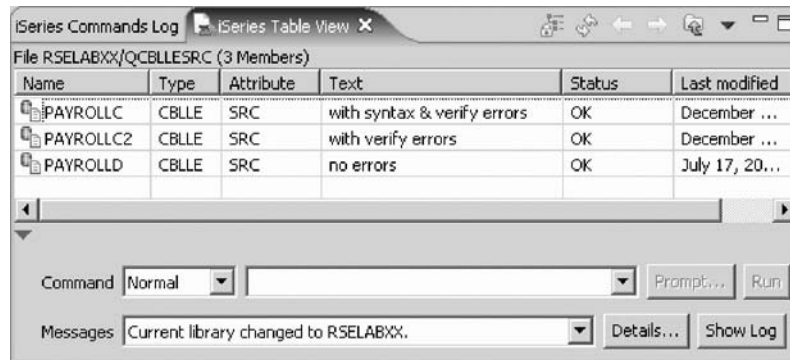 iSeries Commands Log iSeries Table View
File RSELABXX/QCBLLESRC (3 Members)
Name Type Attribute Text Status Last modified
PAYROLLC CBLLE SRC with syntax & verify errors OK December ...
PAYROLLC2 CBLLE SRC with verify errors OK December ...
PAYROLLD CBLLE SRC no errors OK July 17, 20...
Command Normal Prompt... Run
Messages Current library changed to RSELABXX. Details... Show Log